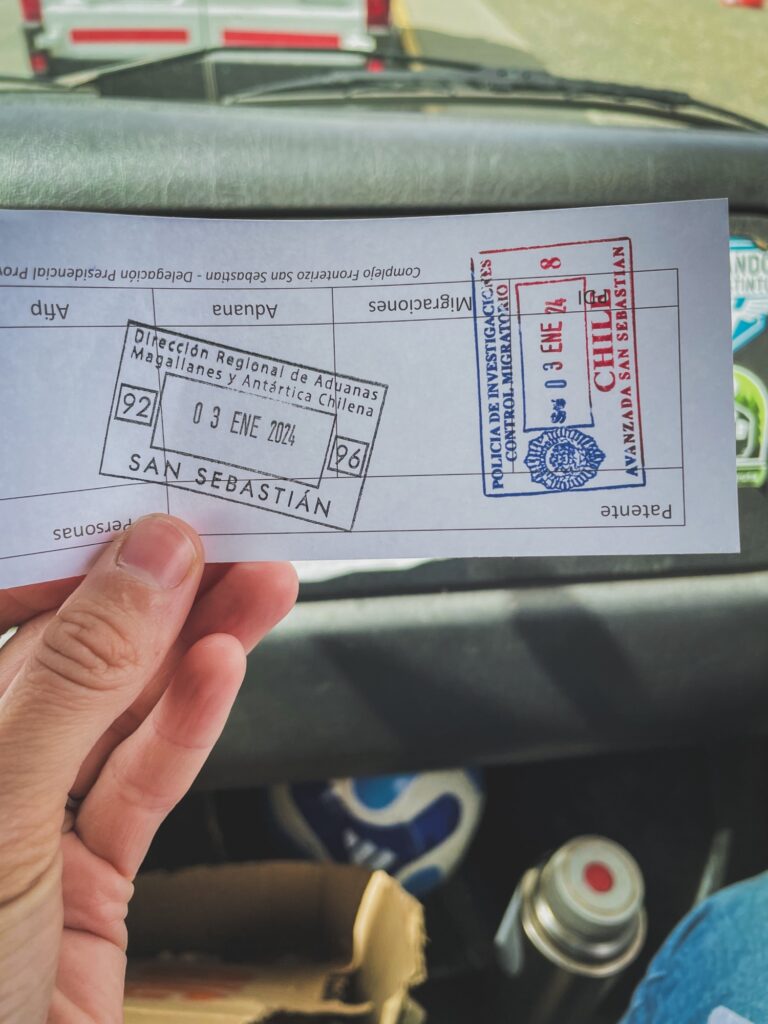 Complejo Fronterizo San Sebastian - Delegación Presidencial
Afip
Aduana
Migraciones
PDI
Dirección Regional de Aduanas
Magallanes y Antártica Chilena
92
03 ENE 2024
96
SAN SEBASTIÁN
POLICIA DE INVESTIGACIONES
CONTROL MIGRATORIO
03 ENE 24
8
CHILE
AVANZADA SAN SEBASTIAN
Personas
Patente